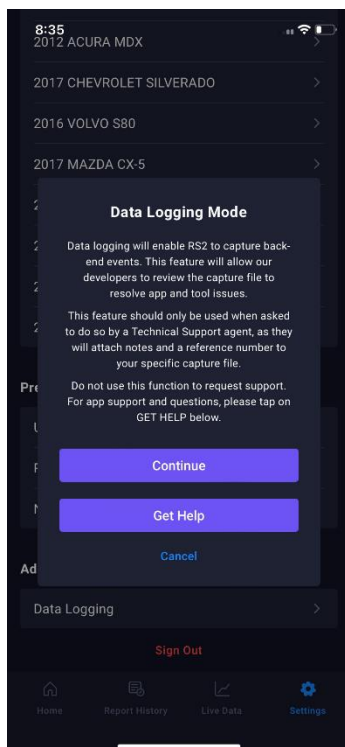 8:35
2012 ACURA MDX
2017 CHEVROLET SILVERADO
2016 VOLVO S80
2017 MAZDA CX-5
Data Logging Mode
Data logging will enable RS2 to capture back-
end events. This feature will allow our
developers to review the capture file to
resolve app and tool issues.
This feature should only be used when asked
to do so by a Technical Support agent, as they
will attach notes and a reference number to
your specific capture file.
Do not use this function to request support.
For app support and questions, please tap on
GET HELP below.
Continue
Get Help
Cancel
Data Logging
Sign Out
Home Report History Live Data Settings